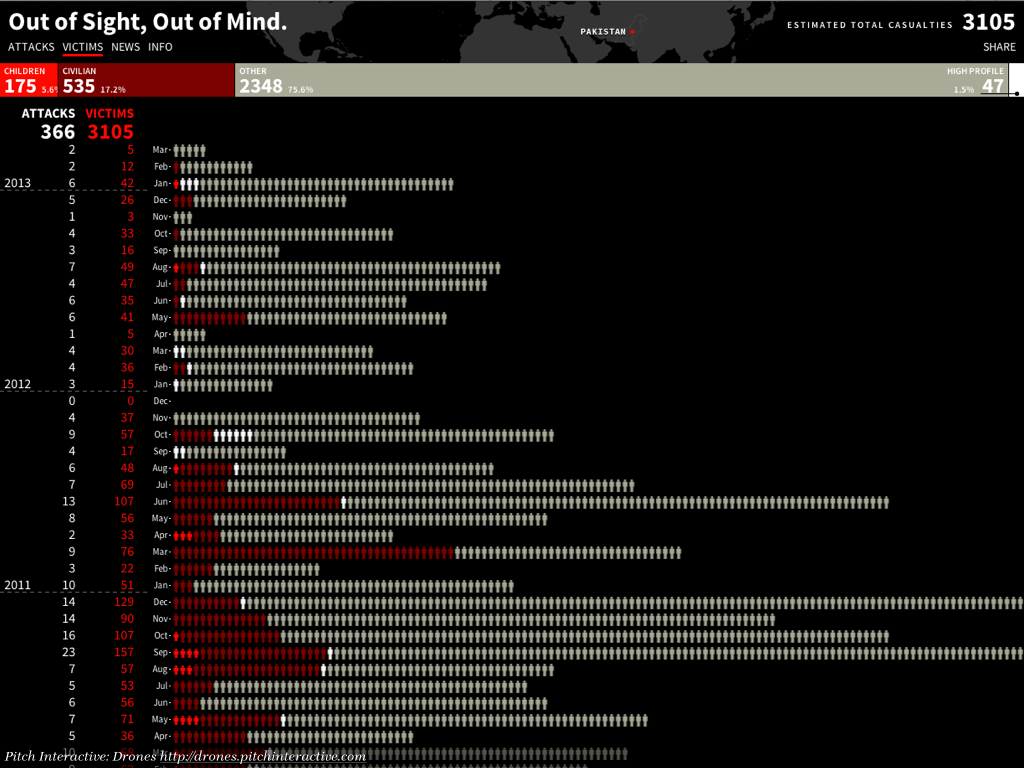 Out of Sight, Out of Mind.
PAKISTAN
ESTIMATED TOTAL CASUALTIES 3105
ATTACKS VICTIMS NEWS INFO
SHARE
CHILDREN CIVILIAN OTHER HIGH PROFILE
175 5.6% 535 17.2% 2348 75.6% 1.5% 47
ATTACKS VICTIMS
366 3105
2 5 Mar-
2 12 Feb-
2013 6 42 Jan-
5 26 Dec-
1 3 Nov-
4 33 Oct-
3 16 Sep-
7 49 Aug-
4 47 Jul-
6 35 Jun-
6 41 May-
1 5 Apr-
4 30 Mar-
4 36 Feb-
2012 3 15 Jan-
0 0 Dec-
4 37 Nov-
9 57 Oct-
4 17 Sep-
6 48 Aug-
7 69 Jul-
13 107 Jun-
8 56 May-
2 33 Apr-
9 76 Mar-
3 22 Feb-
2011 10 51 Jan-
14 129 Dec-
14 90 Nov-
16 107 Oct-
23 157 Sep-
7 57 Aug-
5 53 Jul-
6 56 Jun-
7 71 May-
5 36 Apr-
Pitch Interactive: Drones http://drones.pitchinteractive.com